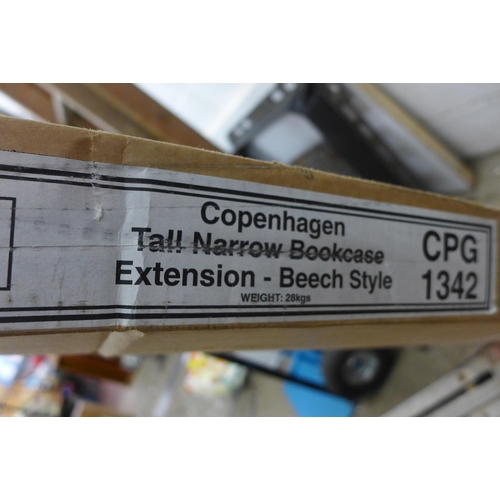 Copenhagen
Tall Narrow Bookcase
Extension - Beech Style
WEIGHT: 28kgs
CPG
1342